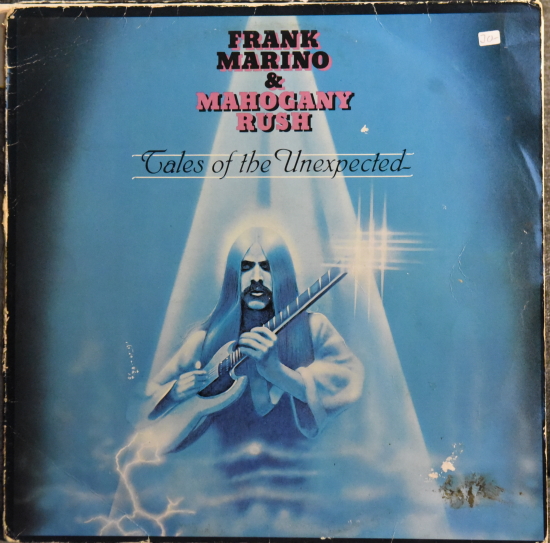 FRANK
MARINO
&
MAHOGANY
RUSH
Tales of the Unexpected